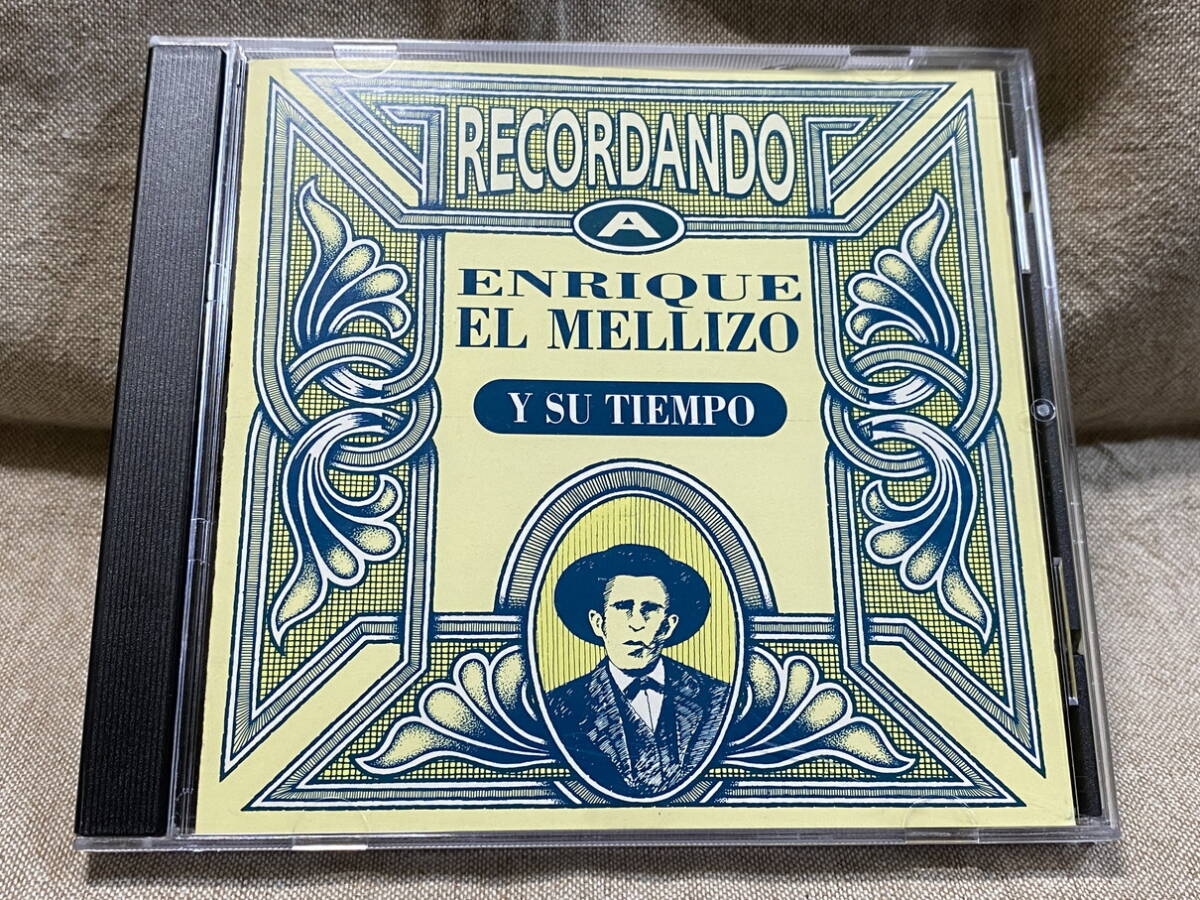 RECORDANDO
A
ENRIQUE
EL MELLIZO
Y SU TIEMPO